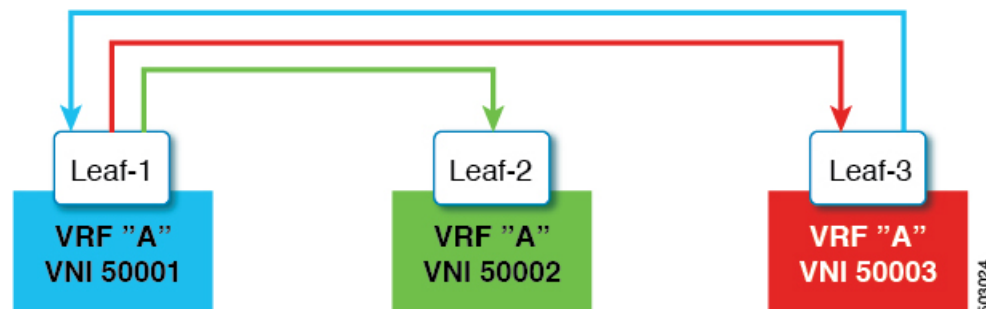 Leaf-1
Leaf-2
Leaf-3
VRF ”A”
VNI 50001
VRF ”A”
VNI 50002
VRF ”A”
VNI 50003